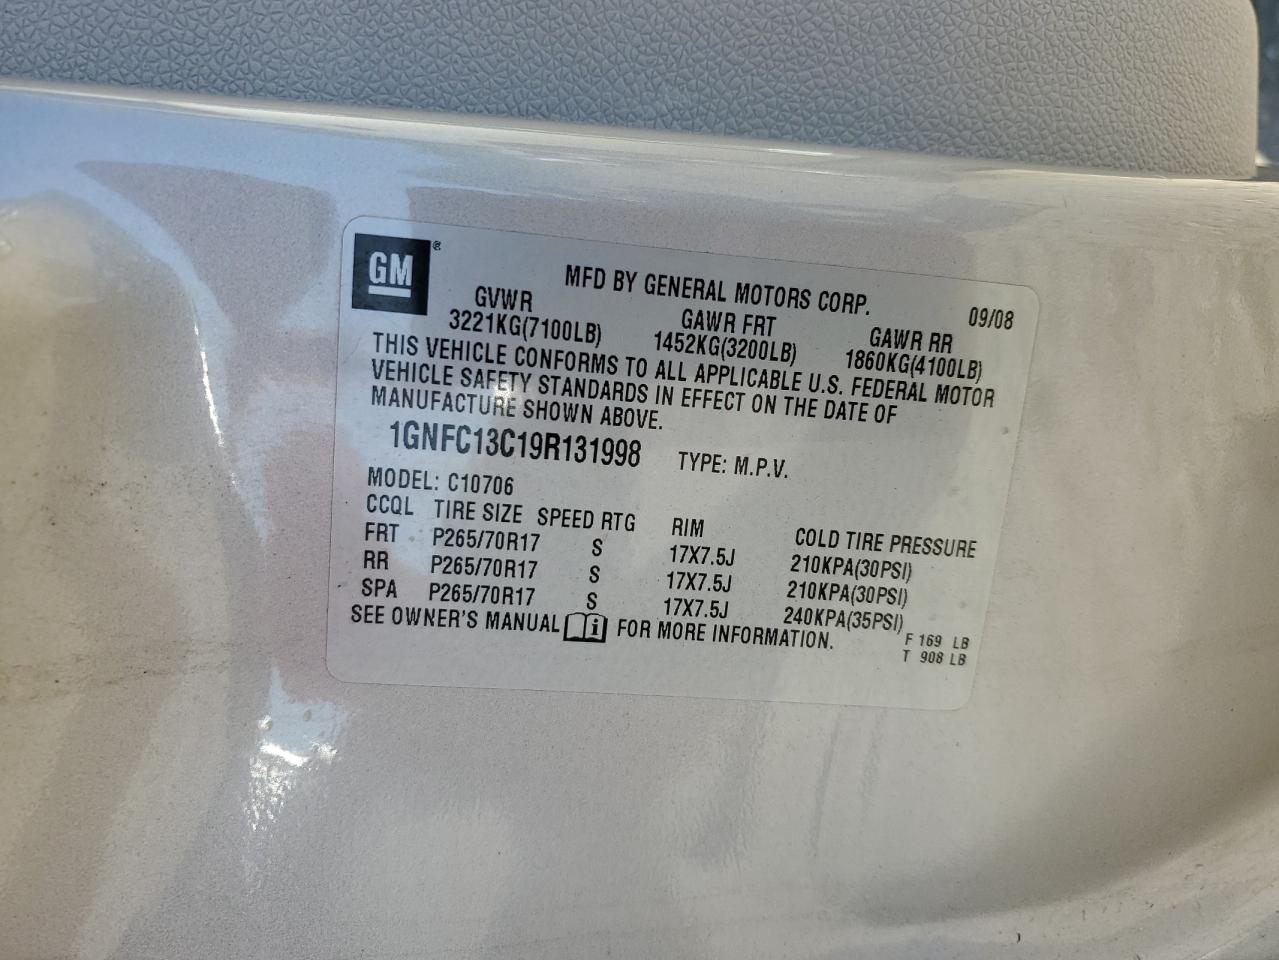 GM ®
MFD BY GENERAL MOTORS CORP. 09/08
GVWR GAWR FRT GAWR RR
3221KG(7100LB) 1452KG(3200LB) 1860KG(4100LB)
THIS VEHICLE CONFORMS TO ALL APPLICABLE U.S. FEDERAL MOTOR
VEHICLE SAFETY STANDARDS IN EFFECT ON THE DATE OF
MANUFACTURE SHOWN ABOVE.
1GNFC13C19R131998 TYPE: M.P.V.
MODEL: C10706
CCQL TIRE SIZE SPEED RTG RIM COLD TIRE PRESSURE
FRT P265/70R17 S 17X7.5J 210KPA(30PSI)
RR P265/70R17 S 17X7.5J 210KPA(30PSI)
SPA P265/70R17 S 17X7.5J 240KPA(35PSI)
SEE OWNER'S MANUAL i FOR MORE INFORMATION.
F 169 LB
T 908 LB